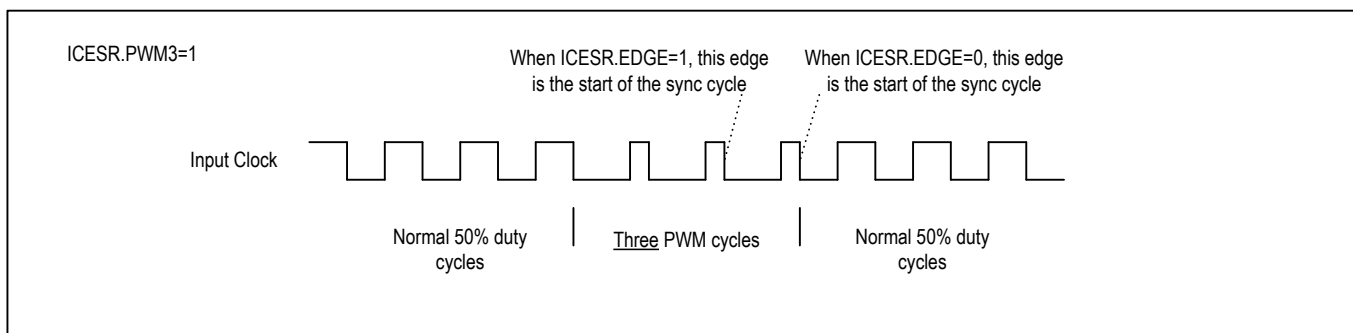 ICESR.PWM3=1
When ICESR.EDGE=1, this edge
is the start of the sync cycle
When ICESR.EDGE=0, this edge
is the start of the sync cycle
Input Clock
Normal 50% duty
cycles
Three PWM cycles
Normal 50% duty
cycles